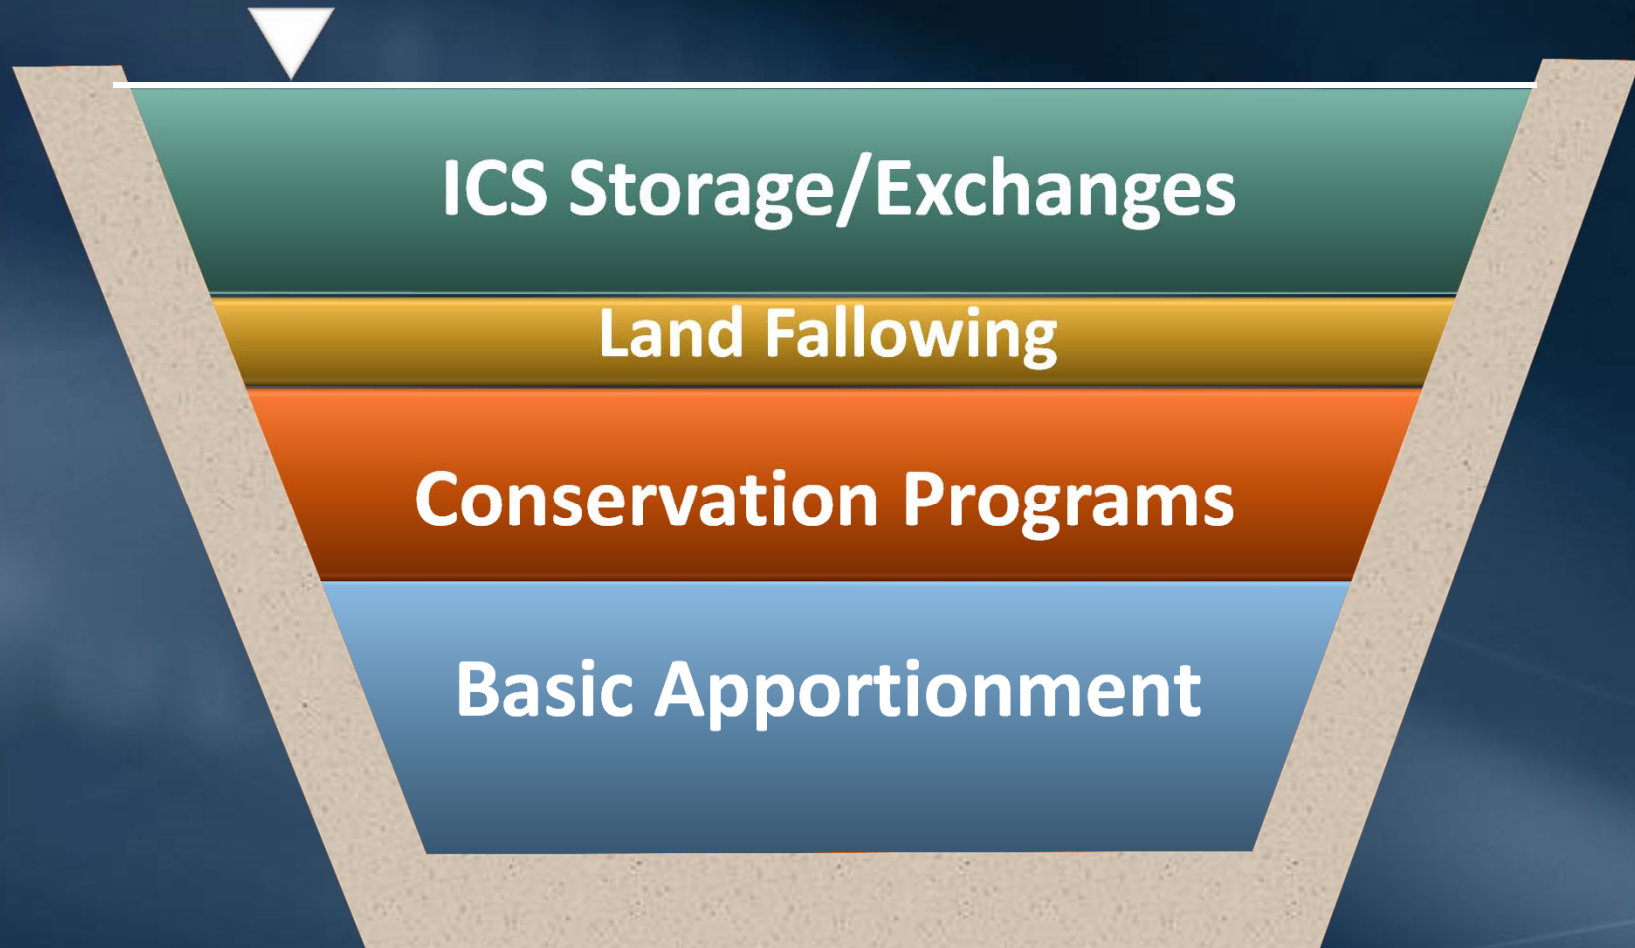 ICS Storage/Exchanges
Land Fallowing
Conservation Programs
Basic Apportionment